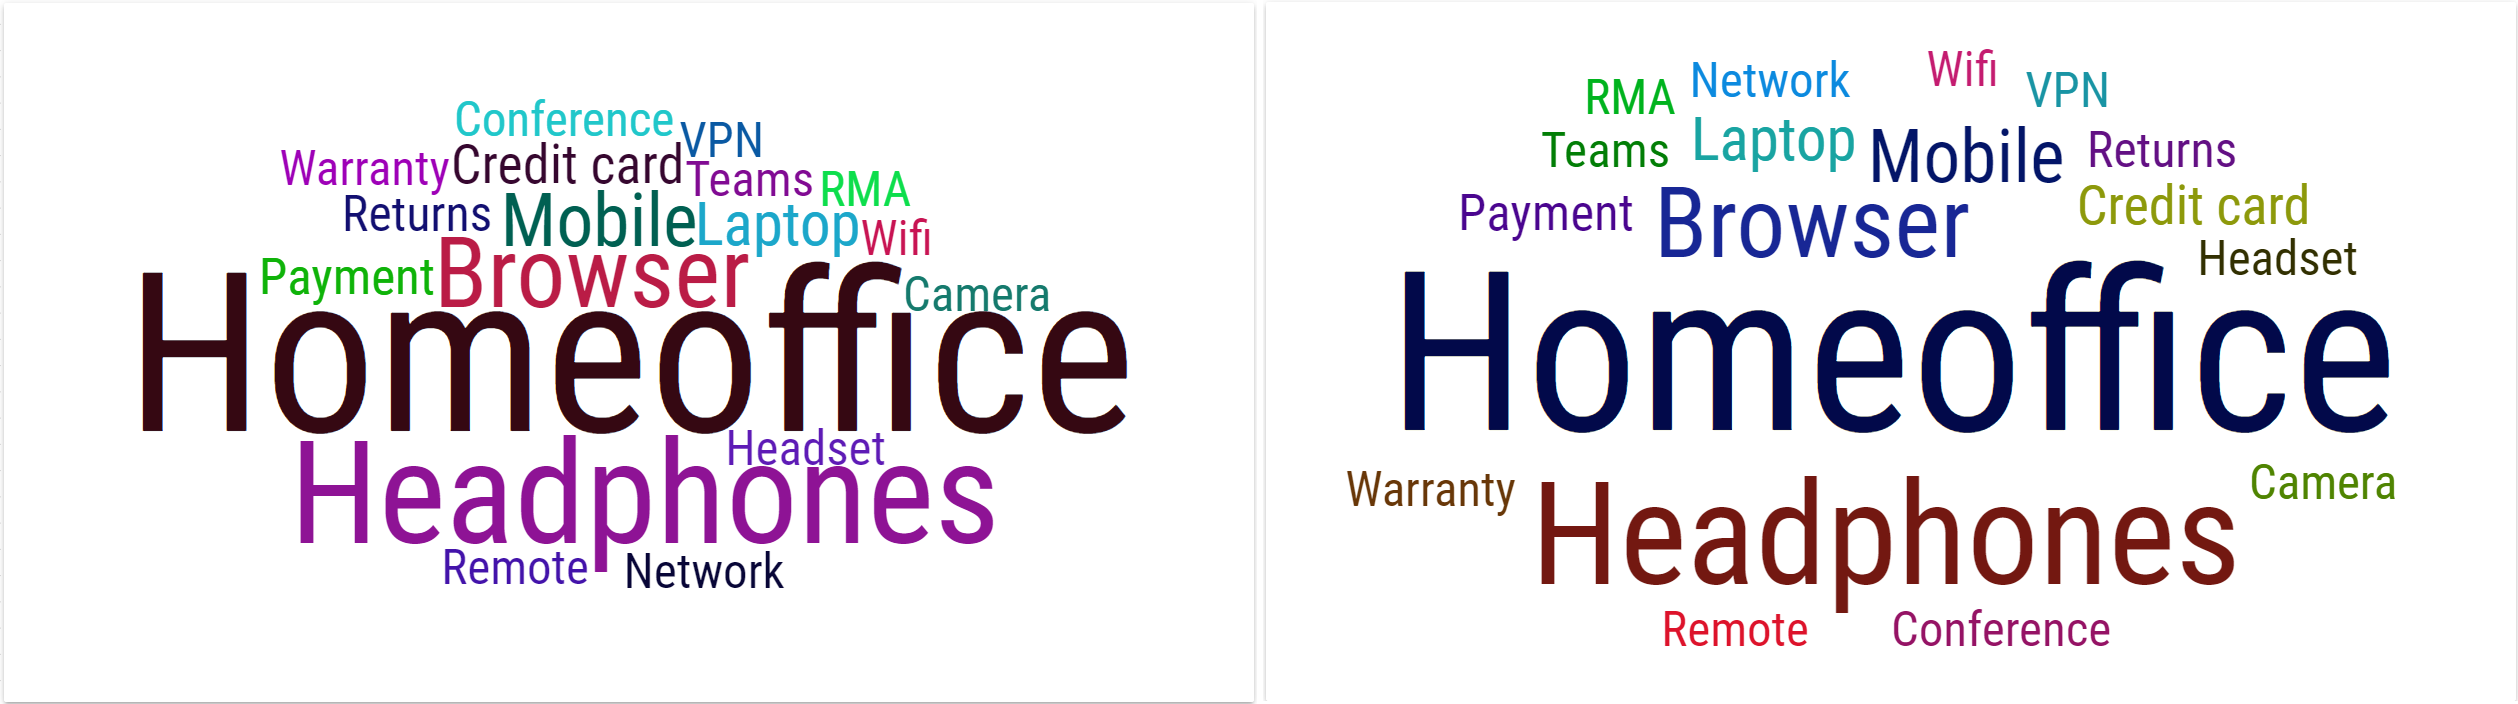 Conference
VPN
Warranty
Credit card
Teams
RMA
Returns
Mobile
Laptop
Wifi
Payment
Browser
Camera
Homeoffice
Headset
Headphones
Remote
Network
Wifi
Network
VPN
RMA
Teams
Laptop
Mobile
Returns
Payment
Browser
Credit card
Headset
Homeoffice
Warranty
Headphones
Camera
Remote
Conference